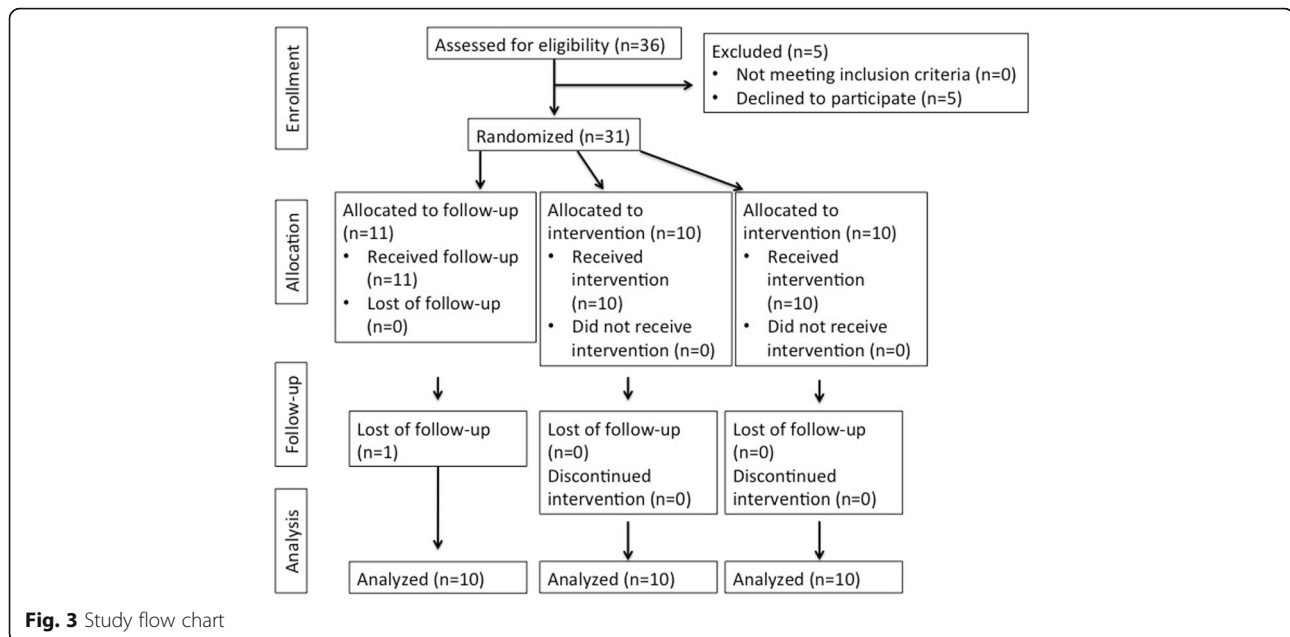 Enrollment
Assessed for eligibility (n=36)
Excluded (n=5)
• Not meeting inclusion criteria (n=0)
• Declined to participate (n=5)
Randomized (n=31)
Allocation
Allocated to follow-up
(n=11)
• Received follow-up
(n=11)
• Lost of follow-up
(n=0)
Allocated to
intervention (n=10)
• Received
intervention
(n=10)
• Did not receive
intervention (n=0)
Allocated to
intervention (n=10)
• Received
intervention
(n=10)
• Did not receive
intervention (n=0)
Follow-up
Lost of follow-up
(n=1)
Lost of follow-up
(n=0)
Discontinued
intervention (n=0)
Lost of follow-up
(n=0)
Discontinued
intervention (n=0)
Analysis
Analyzed (n=10)
Analyzed (n=10)
Analyzed (n=10)
Fig. 3 Study flow chart